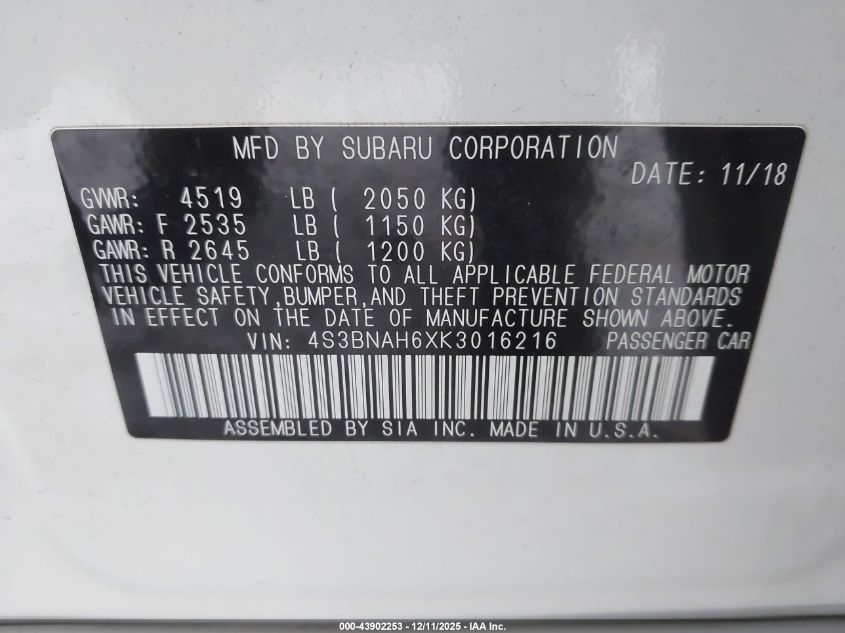 MFD BY SUBARU CORPORATION
DATE: 11/18
GVWR: 4519 LB ( 2050 KG)
GAWR: F 2535 LB ( 1150 KG)
GAWR: R 2645 LB ( 1200 KG)
THIS VEHICLE CONFORMS TO ALL APPLICABLE FEDERAL MOTOR
VEHICLE SAFETY,BUMPER,AND THEFT PREVENTION STANDARDS
IN EFFECT ON THE DATE OF MANUFACTURE SHOWN ABOVE.
VIN: 4S3BNAH6XK3016216 PASSENGER CAR
ASSEMBLED BY SIA INC. MADE IN U.S.A.
000-43902253 - 12/11/2025 - IAA Inc.